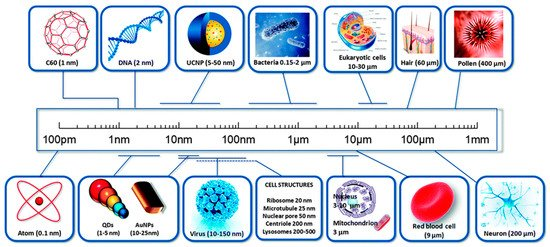 C60 (1 nm)
DNA (2 nm)
UCNP (5-50 nm)
Bacteria 0.15-2 µm
Eukaryotic cells
10-30 µm)
Hair (60 µm)
Pollen (400 µm)
100pm
1nm
10nm
100nm
1µm
10µm
100µm
1mm
Atom (0.1 nm)
QDs
(1-5 nm)
AuNPs
(10-25nm)
Virus (10-150 nm)
CELL STRUCTURES
Ribosome 20 nm
Microtubule 25 nm
Nuclear pore 50 nm
Centriole 200 nm
Lysosomes 200-500
Nucleus
3-10 µm
Mitochondrion
3 µm
Red blood cell
(9 µm)
Neuron (200 µm)